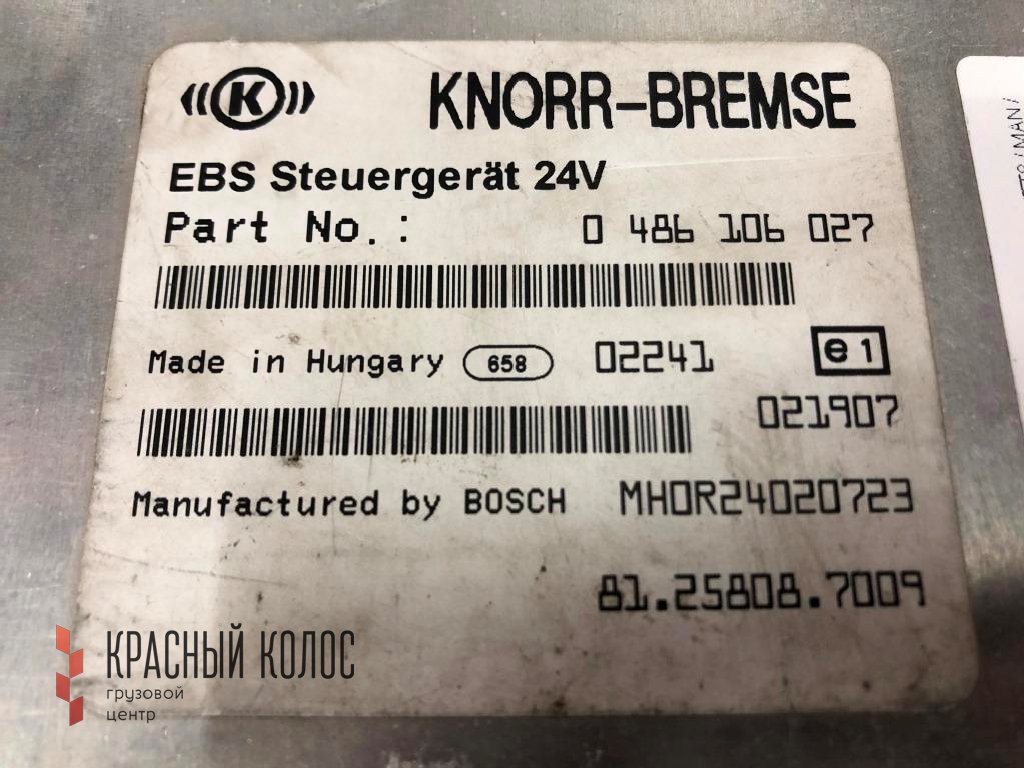 K KNORR-BREMSE
EBS Steuergerät 24V
Part No.: 0 486 106 027
Made in Hungary 658 02241 e1
021907
Manufactured by BOSCH MHOR24020723
81.25808.7009
КРАСНЫЙ КОЛОС
грузовой
центр
MAN/